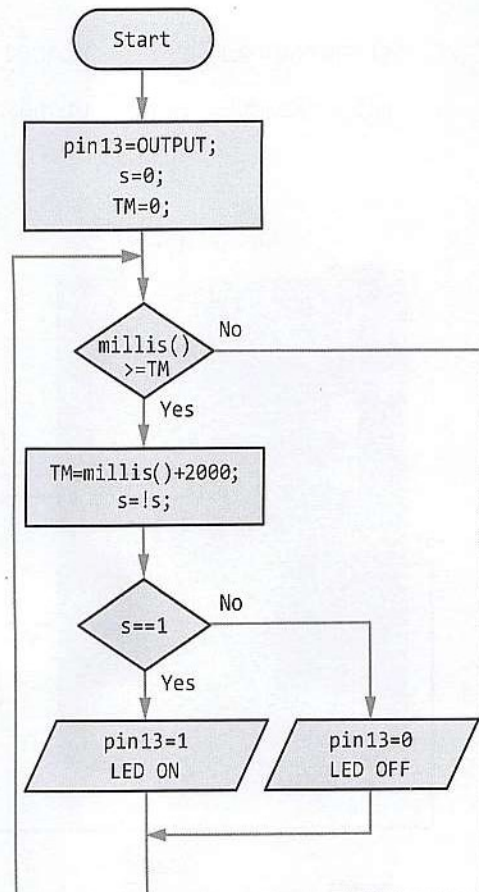 Start
pin13=OUTPUT;
s=0;
TM=0;
millis()
>=TM
No
Yes
TM=millis()+2000;
s=!s;
s==1
No
Yes
pin13=1
LED ON
pin13=0
LED OFF